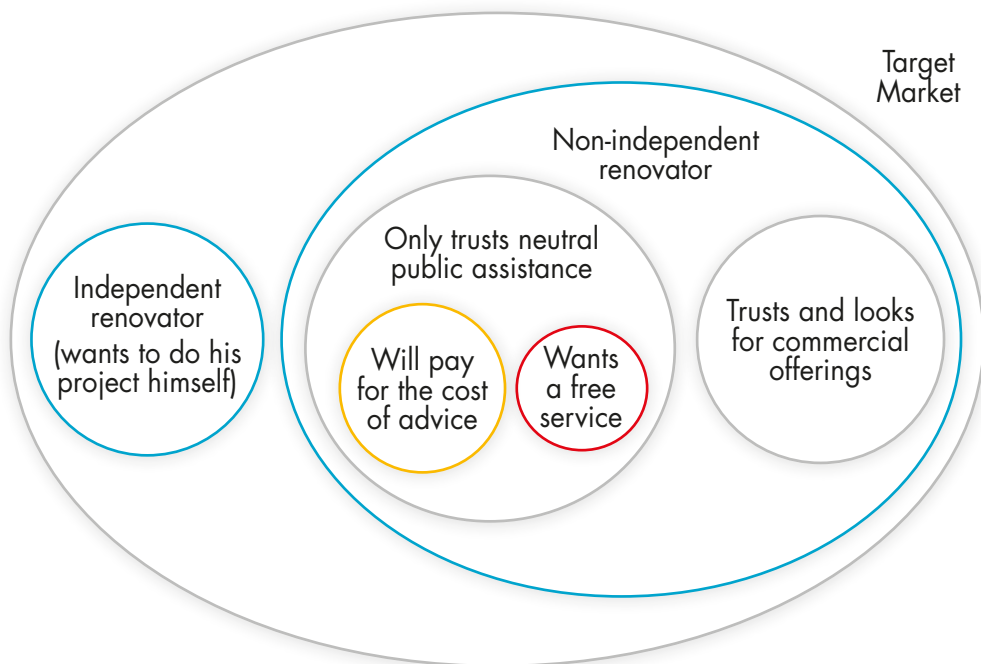 Target
Market
Non-independent
renovator
Only trusts neutral
public assistance
Independent
renovator
(wants to do his
project himself)
Will pay
for the cost
of advice
Wants
a free
service
Trusts and looks
for commercial
offerings